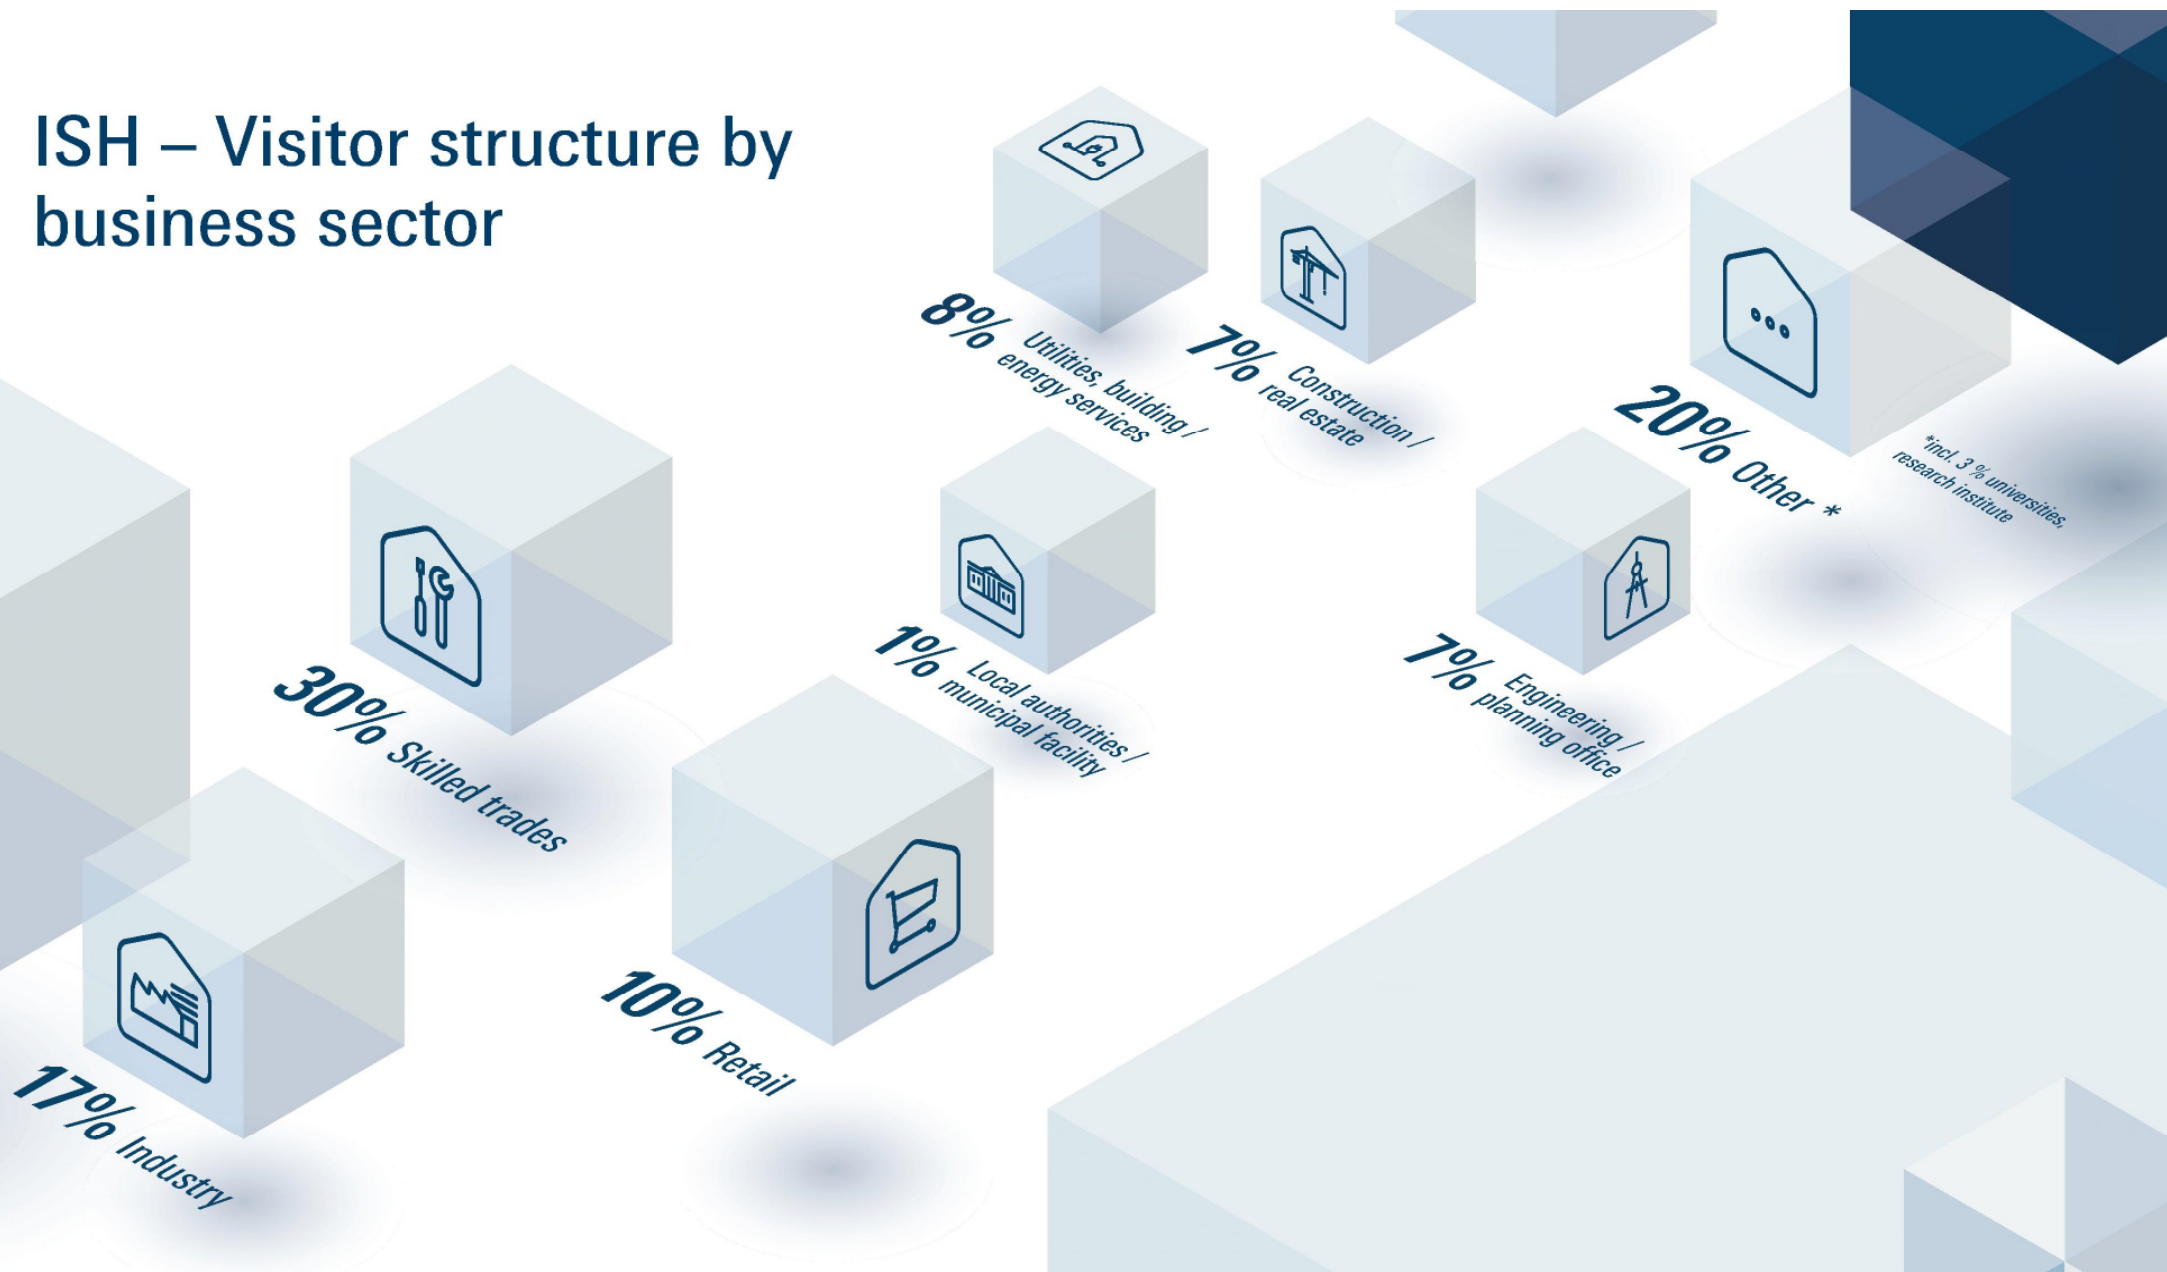 ISH – Visitor structure by
business sector
8% Utilities, building /
energy services
7% Construction /
real estate
20% Other *
*incl. 3 % universities,
research institute
30% Skilled trades
1% Local authorities /
municipal facility
7% Engineering /
planning office
10% Retail
17% Industry